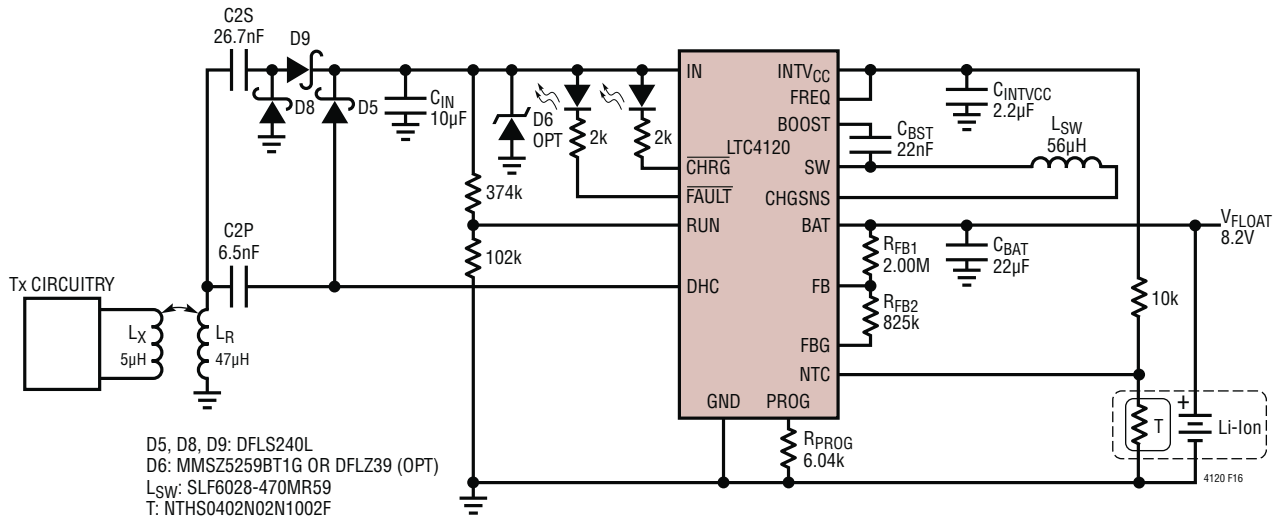 C2S
26.7nF
D9
D8
D5
CIN
10µF
D6
OPT
2k
2k
374k
102k
C2P
6.5nF
Tx CIRCUITRY
LX
5µH
LR
47µH
IN
CHRG
FAULT
RUN
DHC
LTC4120
INTVCC
FREQ
BOOST
SW
CHGSNS
BAT
FB
FBG
NTC
GND
PROG
CINTVCC
2.2µF
CBST
22nF
LSW
56µH
RFB1
2.00M
RFB2
825k
CBAT
22µF
VFLOAT
8.2V
10k
T
+
Li-Ion
RPROG
6.04k
4120 F16
D5, D8, D9: DFLS240L
D6: MMSZ5259BT1G OR DFLZ39 (OPT)
LSW: SLF6028-470MR59
T: NTHS0402N02N1002F